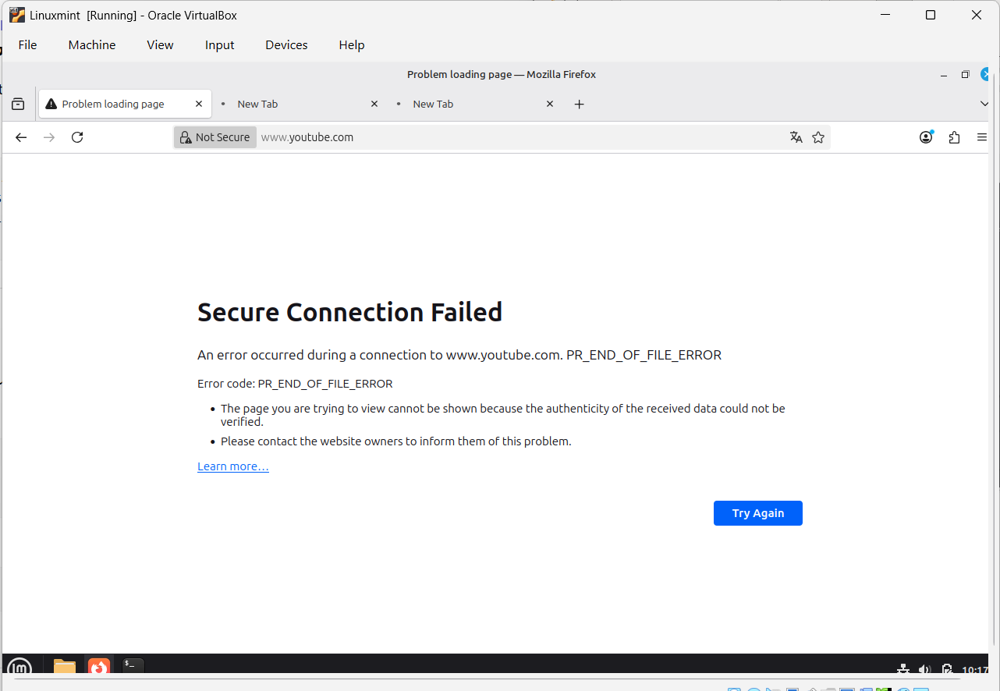 Linuxmint [Running] - Oracle VirtualBox
File Machine View Input Devices Help
Problem loading page — Mozilla Firefox
Problem loading page New Tab New Tab
Not Secure www.youtube.com
Secure Connection Failed
An error occurred during a connection to www.youtube.com. PR_END_OF_FILE_ERROR
Error code: PR_END_OF_FILE_ERROR
• The page you are trying to view cannot be shown because the authenticity of the received data could not be
verified.
• Please contact the website owners to inform them of this problem.
Learn more…
Try Again
10:17